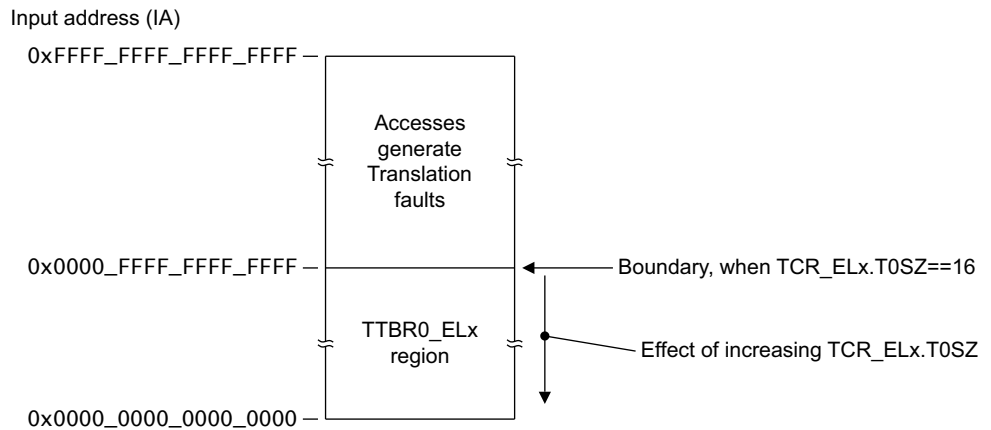 Input address (IA)
0xFFFF_FFFF_FFFF_FFFF
Accesses
generate
Translation
faults
0x0000_FFFF_FFFF_FFFF
Boundary, when TCR_ELx.T0SZ==16
TTBR0_ELx
region
Effect of increasing TCR_ELx.T0SZ
0x0000_0000_0000_0000